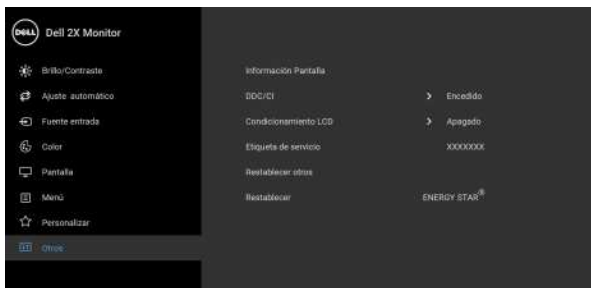 DELL Dell 2X Monitor
Brillo/Contraste
Ajuste automático
Fuente entrada
Color
Pantalla
Menú
Personalizar
Otros
Información Pantalla
DDC/CI > Encedido
Condicionamiento LCD > Apagado
Etiqueta de servicio XXXXXXX
Restablecer otros
Restablecer ENERGY STAR®